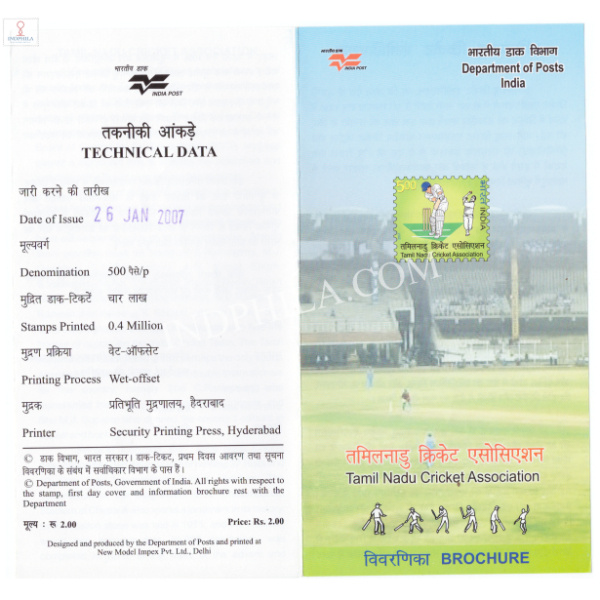 INDPHILA
भारतीय डाक
INDIA POST
तकनीकी आंकड़े
TECHNICAL DATA
जारी करने की तारीख
Date of Issue 26 JAN 2007
मूल्यवर्ग
Denomination 500 पैसे/p
मुद्रित डाक-टिकटें चार लाख
Stamps Printed 0.4 Million
मुद्रण प्रक्रिया वेट-ऑफसेट
Printing Process Wet-offset
मुद्रक प्रतिभूति मुद्रणालय, हैदराबाद
Printer Security Printing Press, Hyderabad
© डाक विभाग, भारत सरकार। डाक-टिकट, प्रथम दिवस आवरण तथा सूचना
विवरणिका के संबंध में सर्वाधिकार विभाग के पास हैं।
© Department of Posts, Government of India. All rights with respect to
the stamp, first day cover and information brochure rest with the
Department
मूल्य : रु 2.00 Price: Rs. 2.00
Designed and produced by the Department of Posts and printed at
New Model Impex Pvt. Ltd., Delhi
भारतीय डाक
INDIA POST
भारतीय डाक विभाग
Department of Posts
India
500
भारत INDIA
तमिलनाडु क्रिकेट एसोसिएशन
Tamil Nadu Cricket Association
INDPHILA.COM
तमिलनाडु क्रिकेट एसोसिएशन
Tamil Nadu Cricket Association
विवरणिका BROCHURE